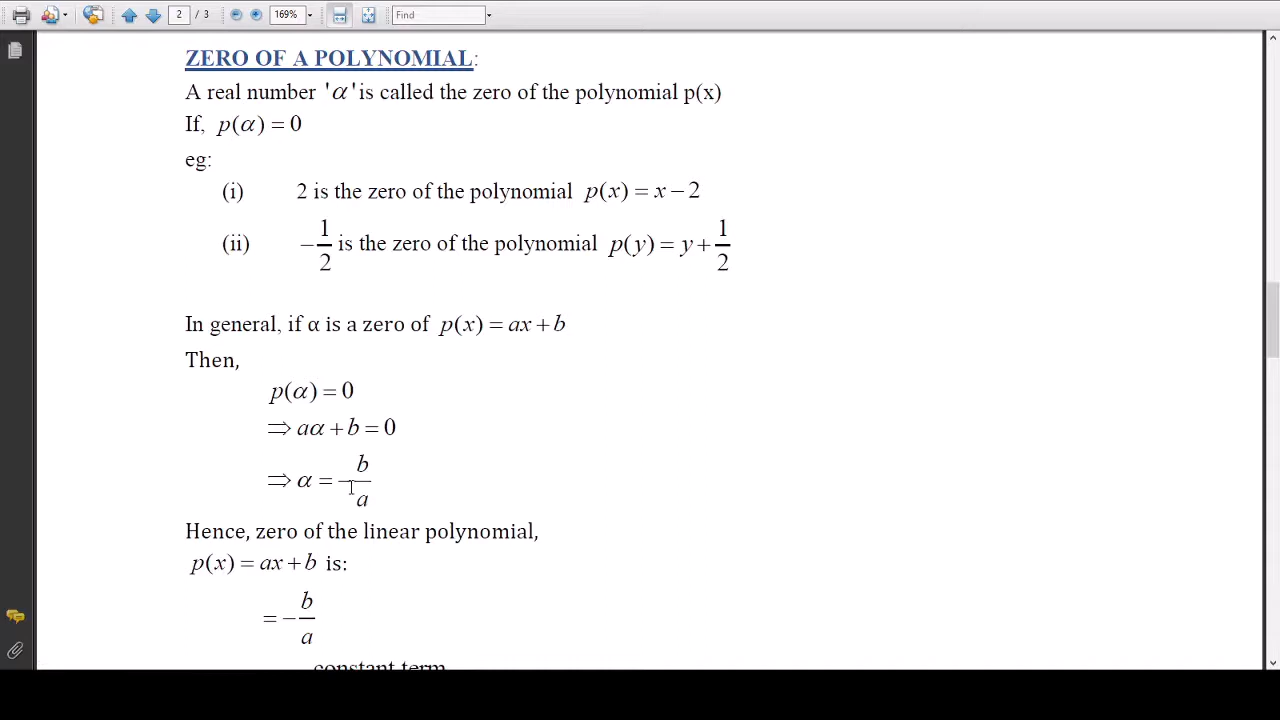 2 / 3 169% Find
ZERO OF A POLYNOMIAL:
A real number 'α' is called the zero of the polynomial p(x)
If, p(α) = 0
eg:
(i) 2 is the zero of the polynomial p(x) = x − 2
(ii) −1/2 is the zero of the polynomial p(y) = y + 1/2
In general, if α is a zero of p(x) = ax + b
Then,
p(α) = 0
⇒ aα + b = 0
⇒ α = −b/a
Hence, zero of the linear polynomial,
p(x) = ax + b is:
= −b/a
constant term